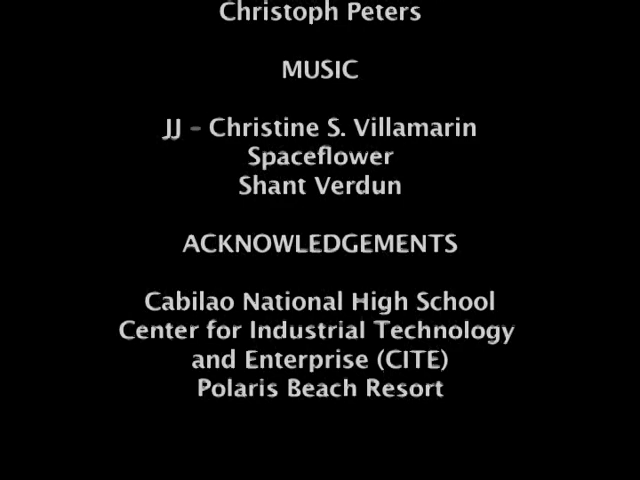 Christoph Peters
MUSIC
JJ - Christine S. Villamarin
Spaceflower
Shant Verdun
ACKNOWLEDGEMENTS
Cabilao National High School
Center for Industrial Technology
and Enterprise (CITE)
Polaris Beach Resort